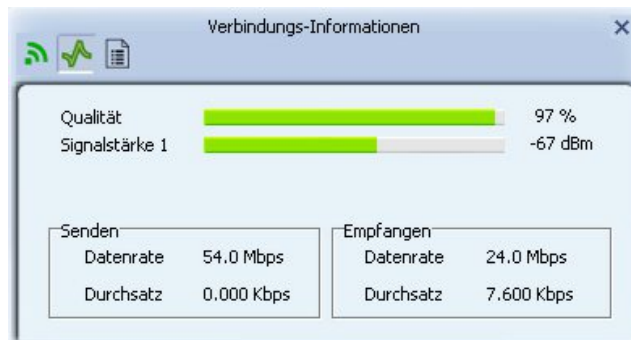 Verbindungs-Informationen
Qualität 97 %
Signalstärke 1 -67 dBm
Senden
Datenrate 54.0 Mbps
Durchsatz 0.000 Kbps
Empfangen
Datenrate 24.0 Mbps
Durchsatz 7.600 Kbps